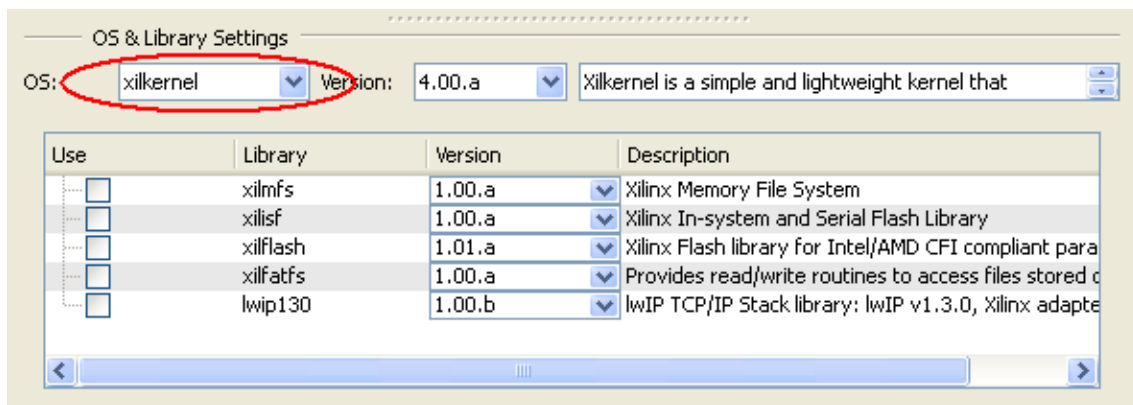 OS & Library Settings
OS: xilkernel Version: 4.00.a Xilkernel is a simple and lightweight kernel that
Use Library Version Description
xilmfs 1.00.a Xilinx Memory File System
xilisf 1.00.a Xilinx In-system and Serial Flash Library
xilflash 1.01.a Xilinx Flash library for Intel/AMD CFI compliant para
xilfatfs 1.00.a Provides read/write routines to access files stored
lwip130 1.00.b lwIP TCP/IP Stack library: lwIP v1.3.0, Xilinx adapte